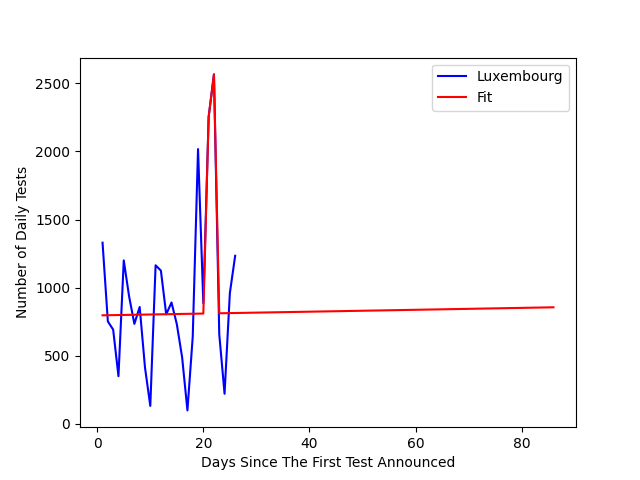 Luxembourg
Fit
2500
2000
1500
1000
500
0
Number of Daily Tests
0 20 40 60 80
Days Since The First Test Announced